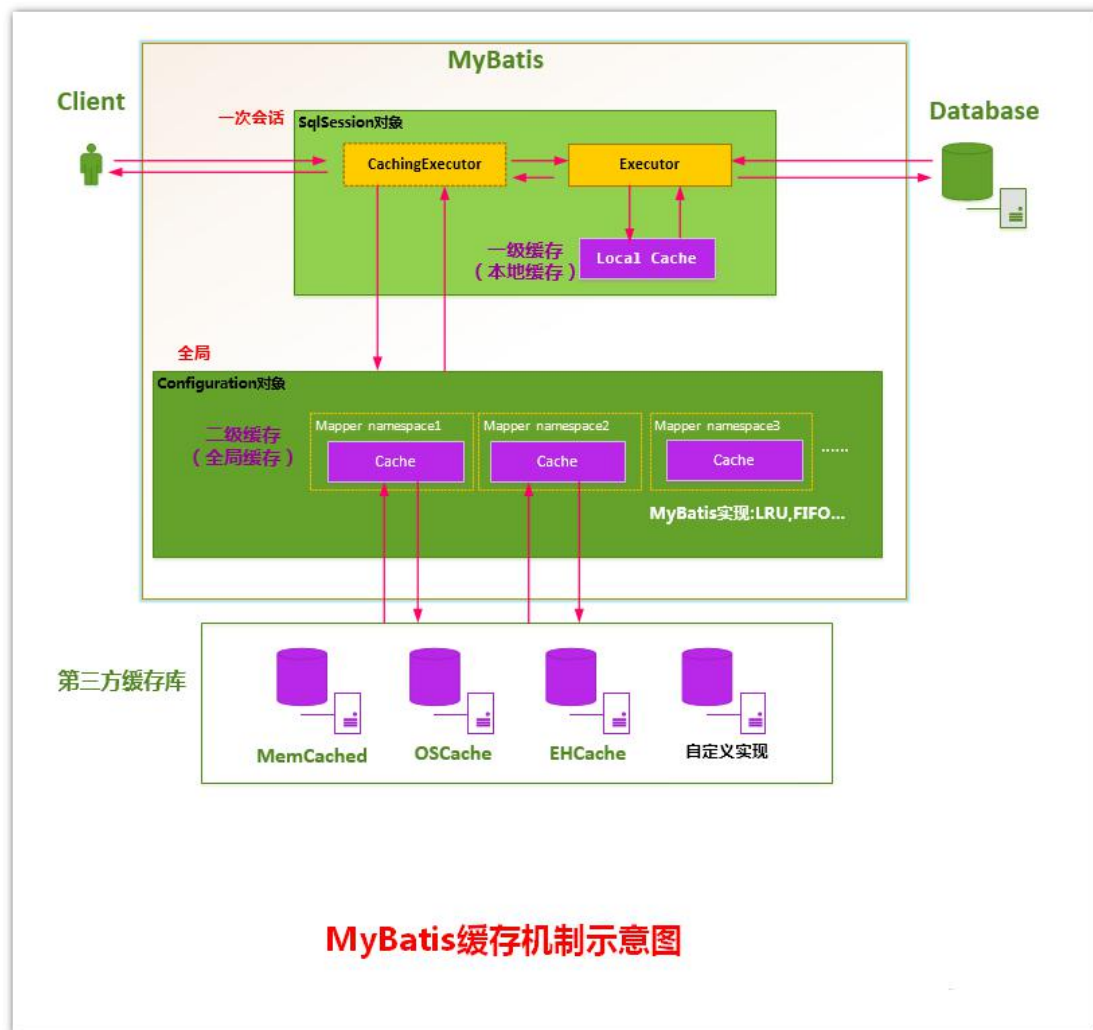 MyBatis
Client
一次会话
SqlSession对象
Database
CachingExecutor
Executor
一级缓存
（本地缓存）
Local Cache
全局
Configuration对象
二级缓存
（全局缓存）
Mapper namespace1
Cache
Mapper namespace2
Cache
Mapper namespace3
Cache
......
MyBatis实现:LRU,FIFO...
第三方缓存库
MemCached
OSCache
EHCache
自定义实现
MyBatis缓存机制示意图